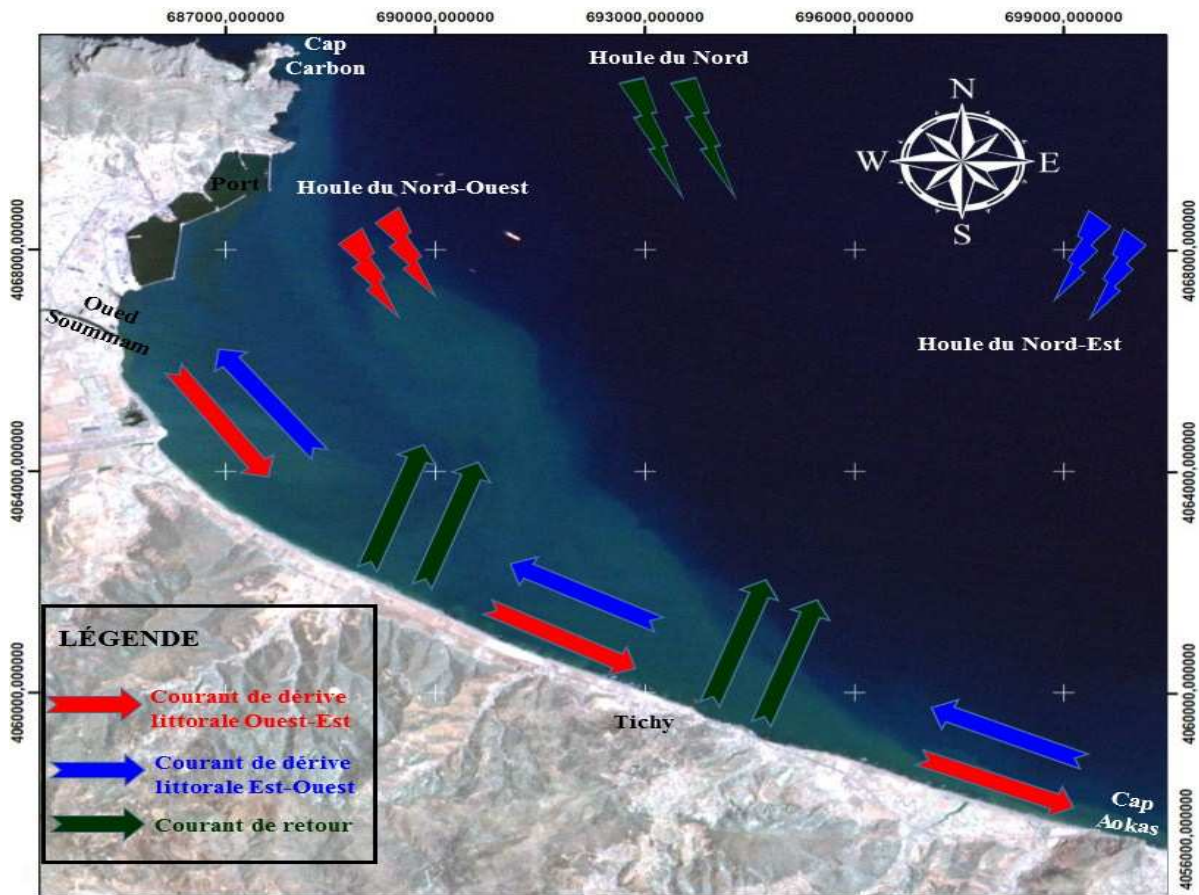 687000,000000
690000,000000
693000,000000
696000,000000
699000,000000
Cap
Carbon
Houle du Nord
N
W
E
S
Port
Houle du Nord-Ouest
4068000,000000
4068000,000000
Oued
Soummam
Houle du Nord-Est
4064000,000000
4064000,000000
LÉGENDE
Courant de dérive
littorale Ouest-Est
Courant de dérive
littorale Est-Ouest
Courant de retour
4060000,000000
4060000,000000
Tichy
Cap
Aokas
4056000,000000
4056000,000000